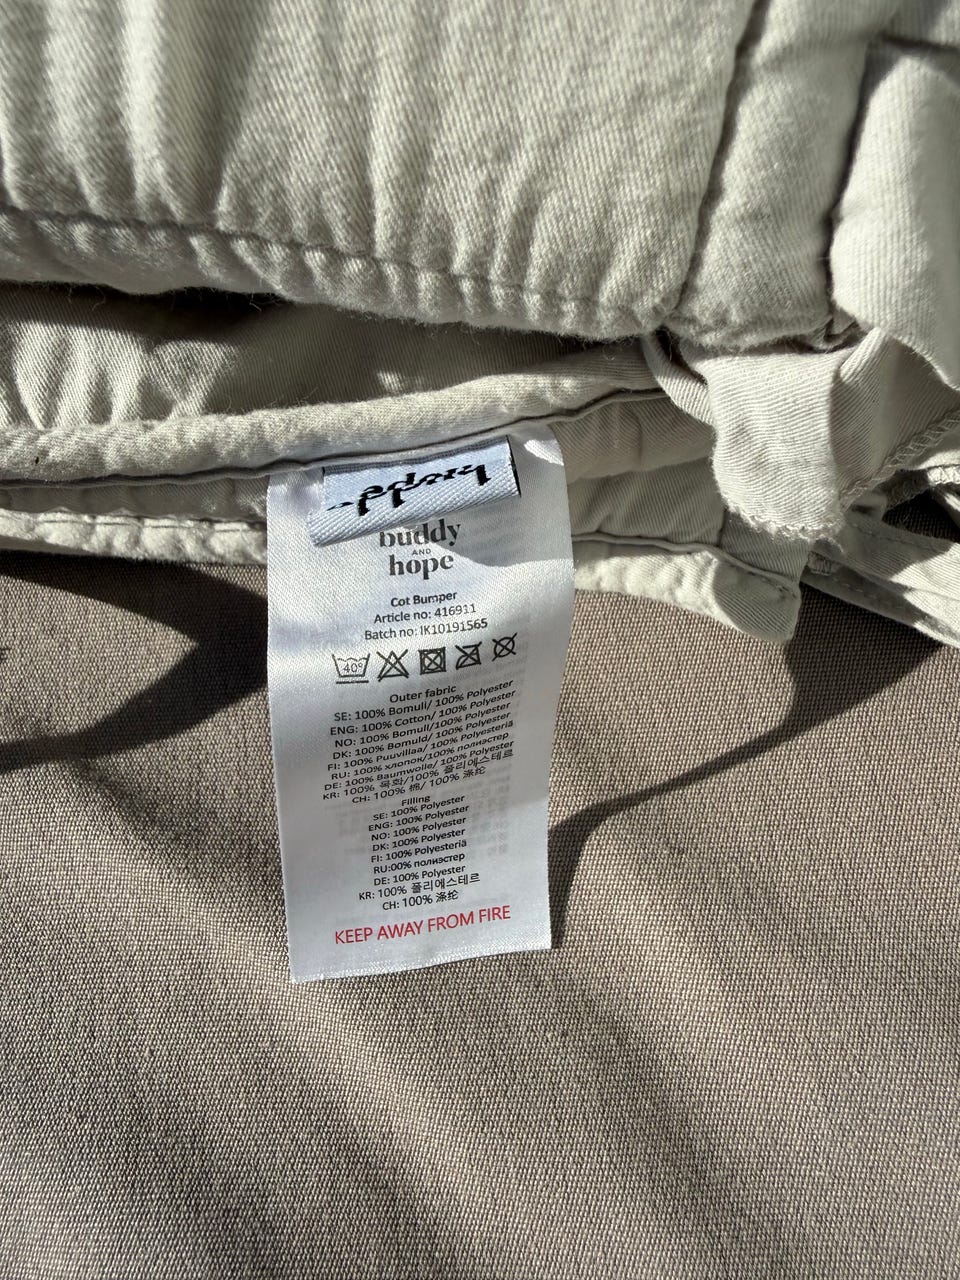 buddy
AND
hope
Cot Bumper
Article no: 416911
Batch no: IK10191565
40°
Outer fabric
SE: 100% Bomull/ 100% Polyester
ENG: 100% Cotton/ 100% Polyester
NO: 100% Bomull/100% Polyester
DK: 100% Bomuld/ 100% Polyester
FI: 100% Puuvillaa/ 100% Polyesteriä
RU: 100% хлопок/100% полиэстер
DE: 100% Baumwolle/ 100% Polyester
KR: 100% 목화/100% 폴리에스테르
CH: 100% 棉/ 100% 涤纶
Filling
SE: 100% Polyester
ENG: 100% Polyester
NO: 100% Polyester
DK: 100% Polyester
FI: 100% Polyesteriä
RU:00% полиэстер
DE: 100% Polyester
KR: 100% 폴리에스테르
CH: 100% 涤纶
KEEP AWAY FROM FIRE